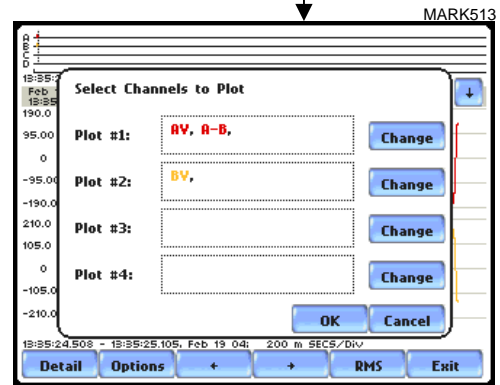 MARK513
A
B
C
D
13:35:
Feb
13:35
↓
190.0
95.00
0
-95.00
-190.0
210.0
105.0
0
-105.0
-210.0
Select Channels to Plot
Plot #1: AV, A-B, Change
Plot #2: BV, Change
Plot #3: Change
Plot #4: Change
OK Cancel
13:35:24.508 - 13:35:25.105, Feb 19 04; 200 m SECS/DiV
Detail Options ← → RMS Exit